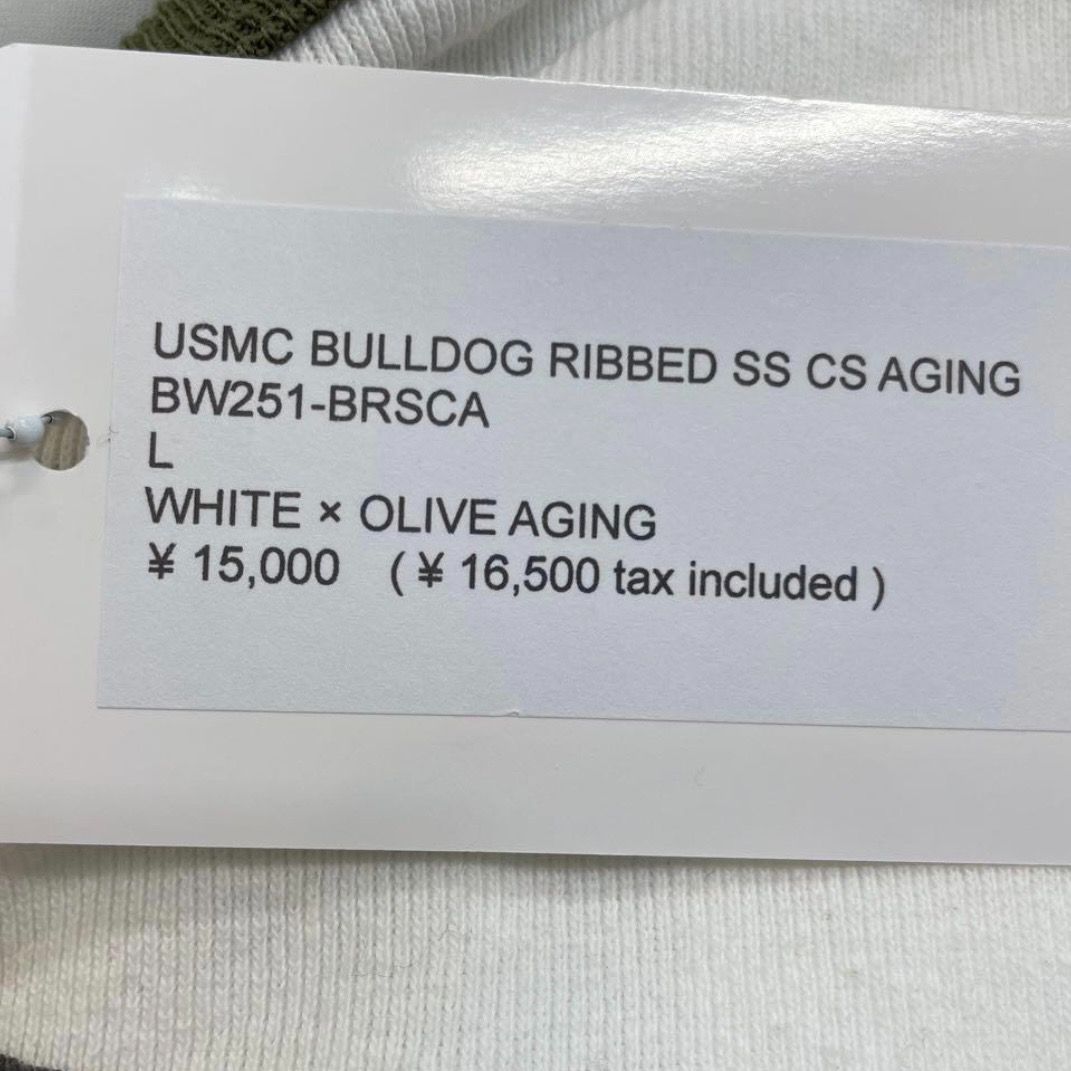 USMC BULLDOG RIBBED SS CS AGING
BW251-BRSCA
L
WHITE × OLIVE AGING
¥ 15,000 ( ¥ 16,500 tax included )